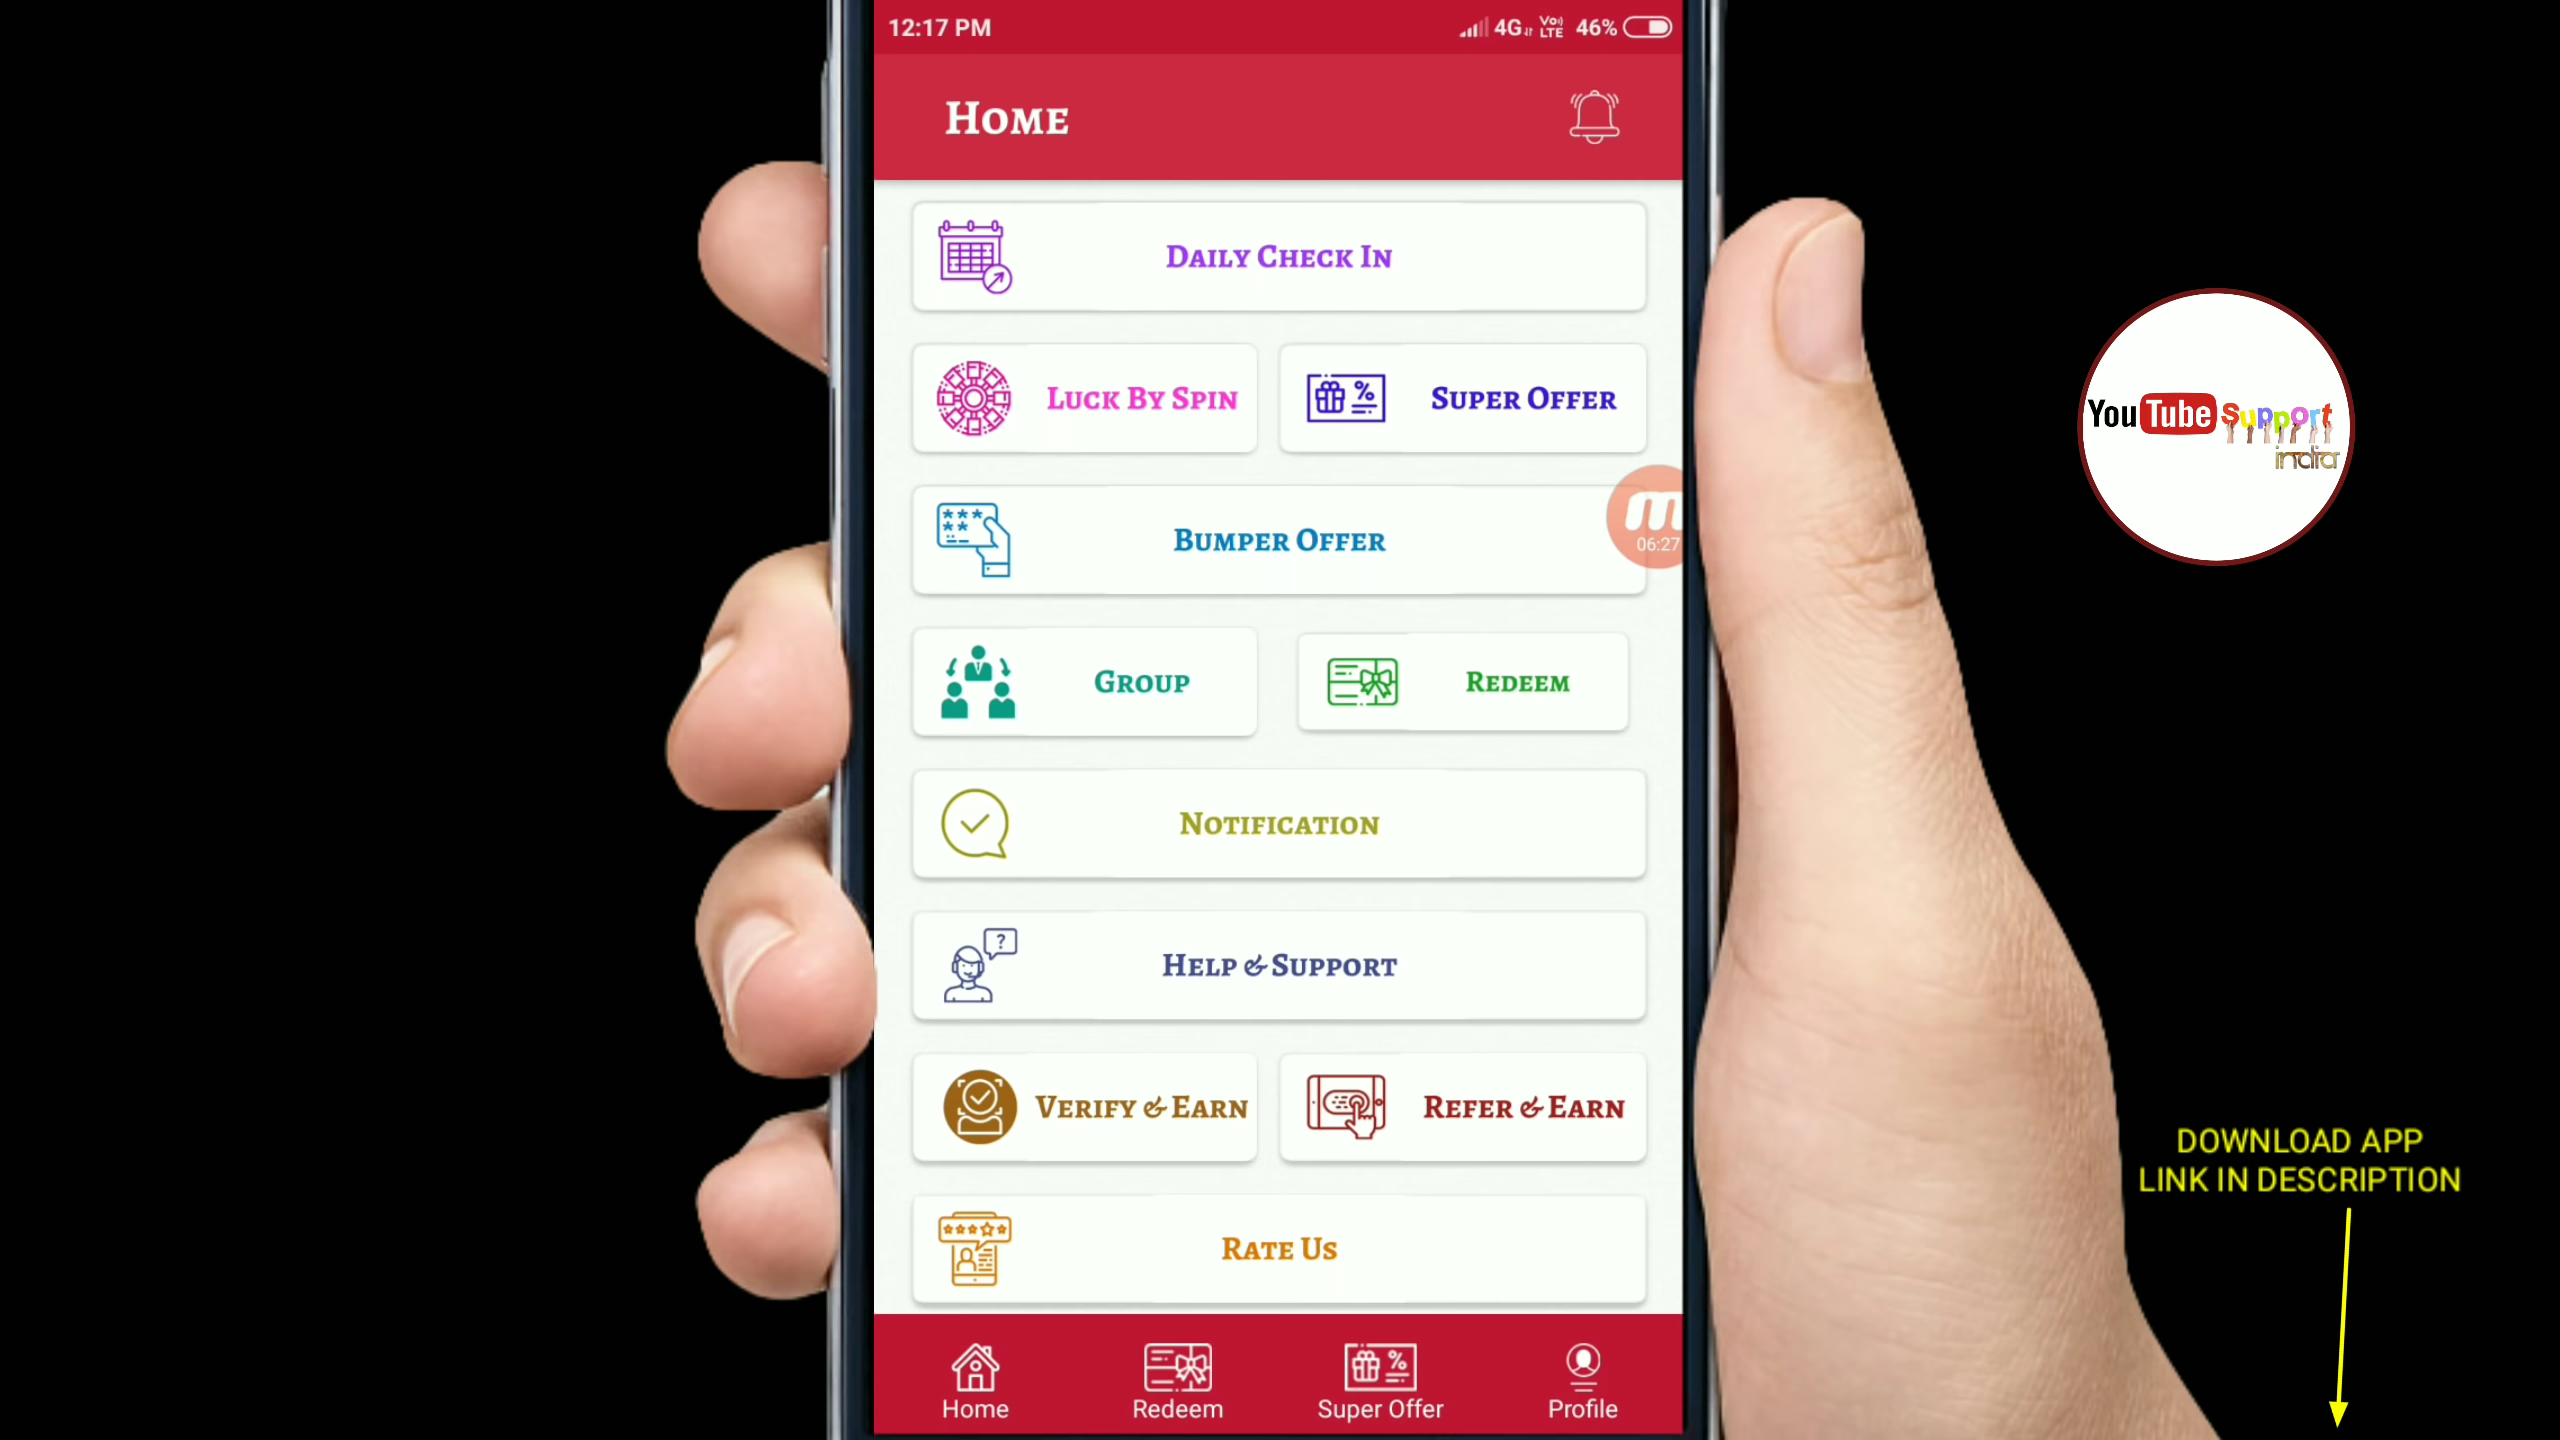 12:17 PM
4G Vo) LTE 46%
Home
Daily Check In
Luck By Spin
Super Offer
Bumper Offer
06:27
Group
Redeem
Notification
Help & Support
Verify & Earn
Refer & Earn
Rate Us
Home
Redeem
Super Offer
Profile
YouTube Support
india
DOWNLOAD APP
LINK IN DESCRIPTION